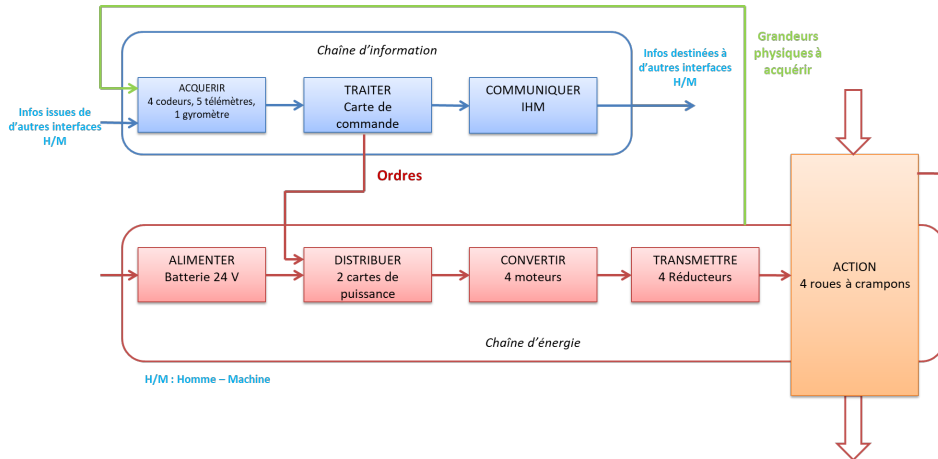 Chaîne d'information
Grandeurs
physiques à
acquérir
Infos destinées à
d'autres interfaces
H/M
ACQUERIR
4 codeurs, 5 télémètres,
1 gyromètre
TRAITER
Carte de
commande
COMMUNIQUER
IHM
Infos issues de
d'autres interfaces
H/M
Ordres
ALIMENTER
Batterie 24 V
DISTRIBUER
2 cartes de
puissance
CONVERTIR
4 moteurs
TRANSMETTRE
4 Réducteurs
ACTION
4 roues à crampons
Chaîne d'énergie
H/M : Homme – Machine